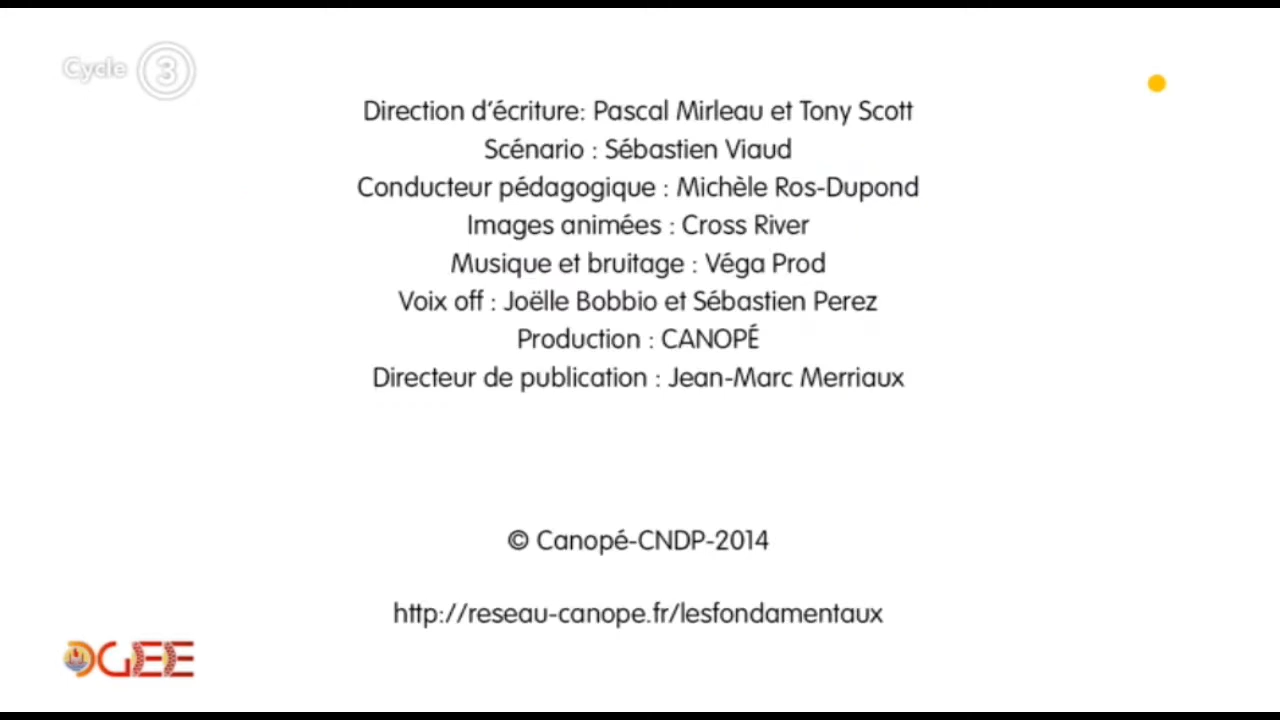 Cycle 3
Direction d'écriture: Pascal Mirleau et Tony Scott
Scénario : Sébastien Viaud
Conducteur pédagogique : Michèle Ros-Dupond
Images animées : Cross River
Musique et bruitage : Véga Prod
Voix off : Joëlle Bobbio et Sébastien Perez
Production : CANOPÉ
Directeur de publication : Jean-Marc Merriaux
© Canopé-CNDP-2014
http://reseau-canope.fr/lesfondamentaux
DGEE